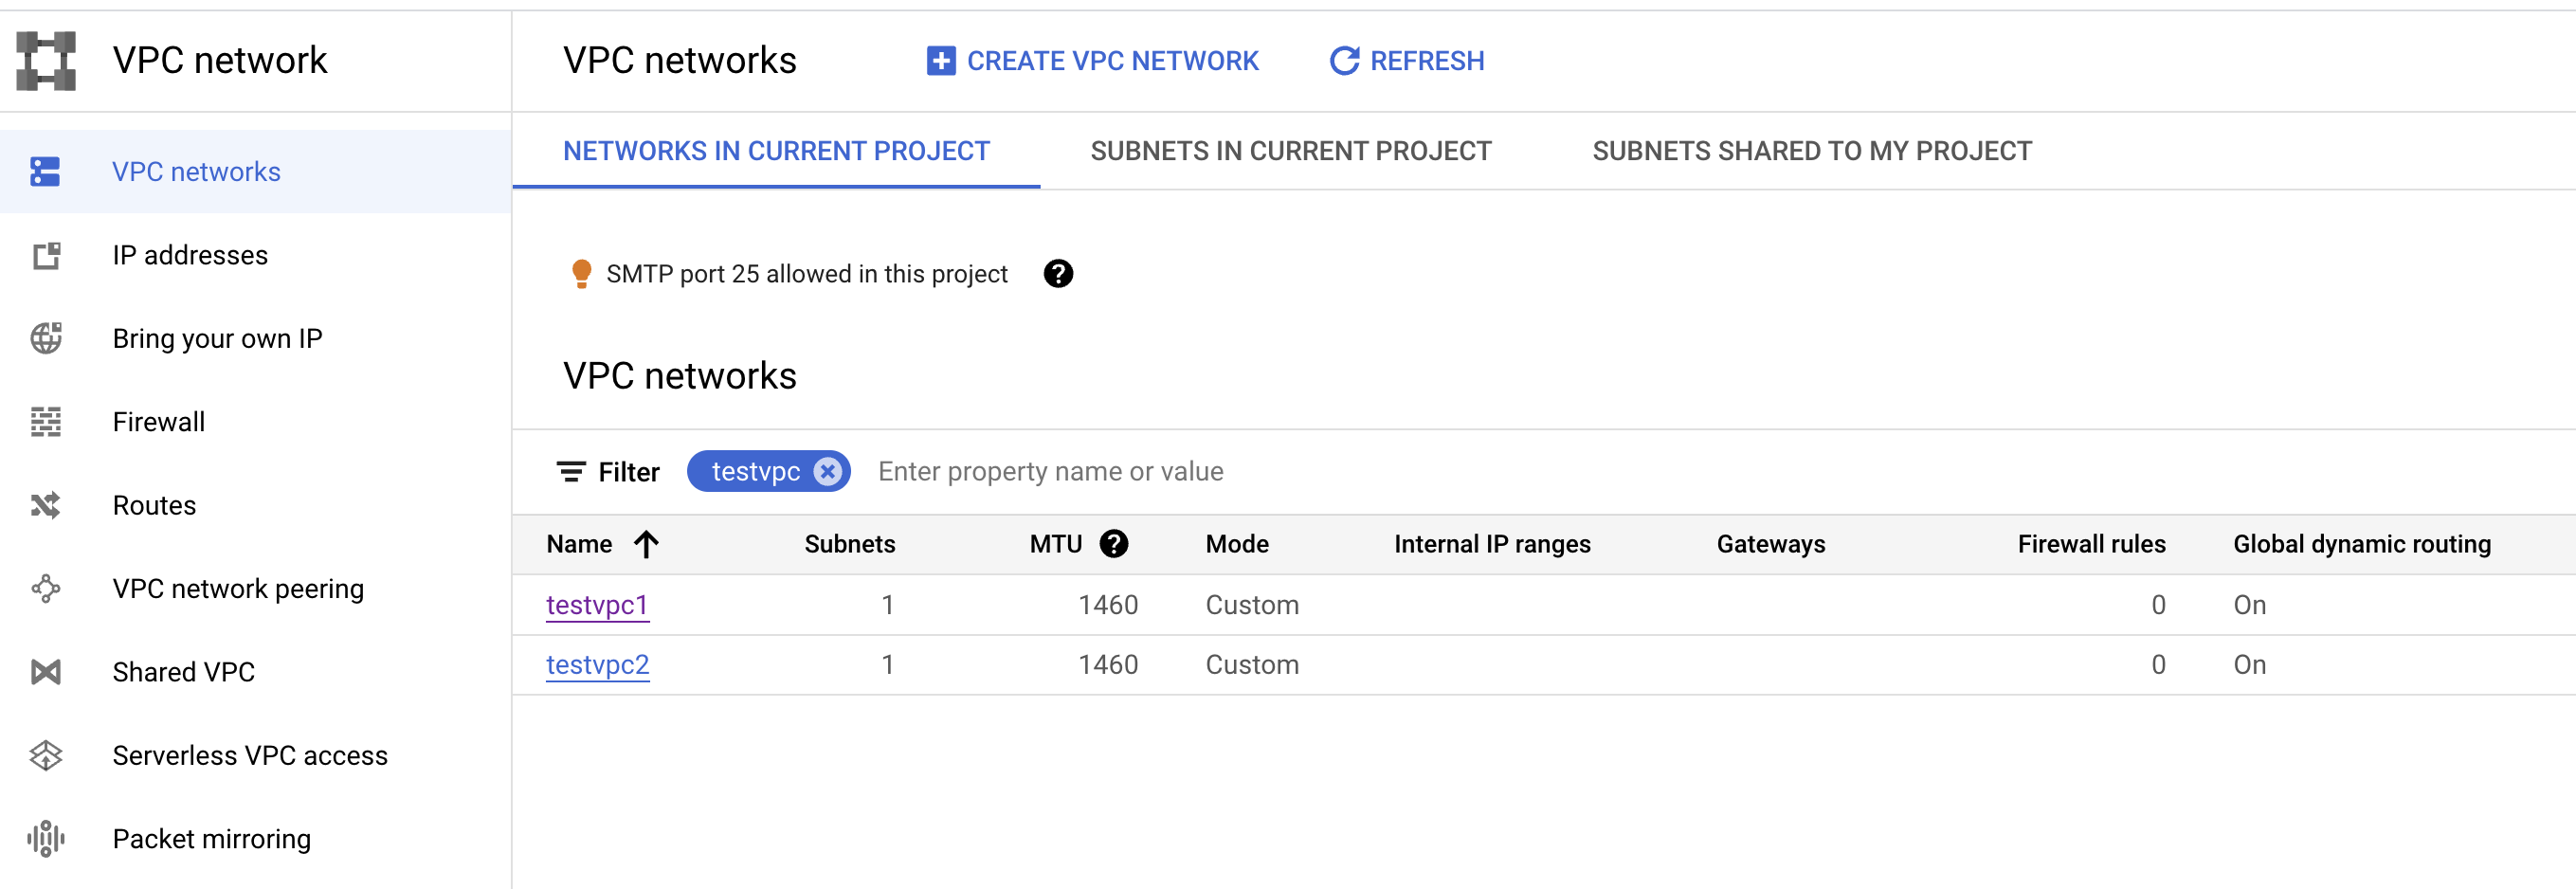 VPC network
VPC networks
CREATE VPC NETWORK
REFRESH
VPC networks
IP addresses
Bring your own IP
Firewall
Routes
VPC network peering
Shared VPC
Serverless VPC access
Packet mirroring
NETWORKS IN CURRENT PROJECT
SUBNETS IN CURRENT PROJECT
SUBNETS SHARED TO MY PROJECT
SMTP port 25 allowed in this project
VPC networks
Filter testvpc Enter property name or value
Name Subnets MTU Mode Internal IP ranges Gateways Firewall rules Global dynamic routing
testvpc1 1 1460 Custom 0 On
testvpc2 1 1460 Custom 0 On